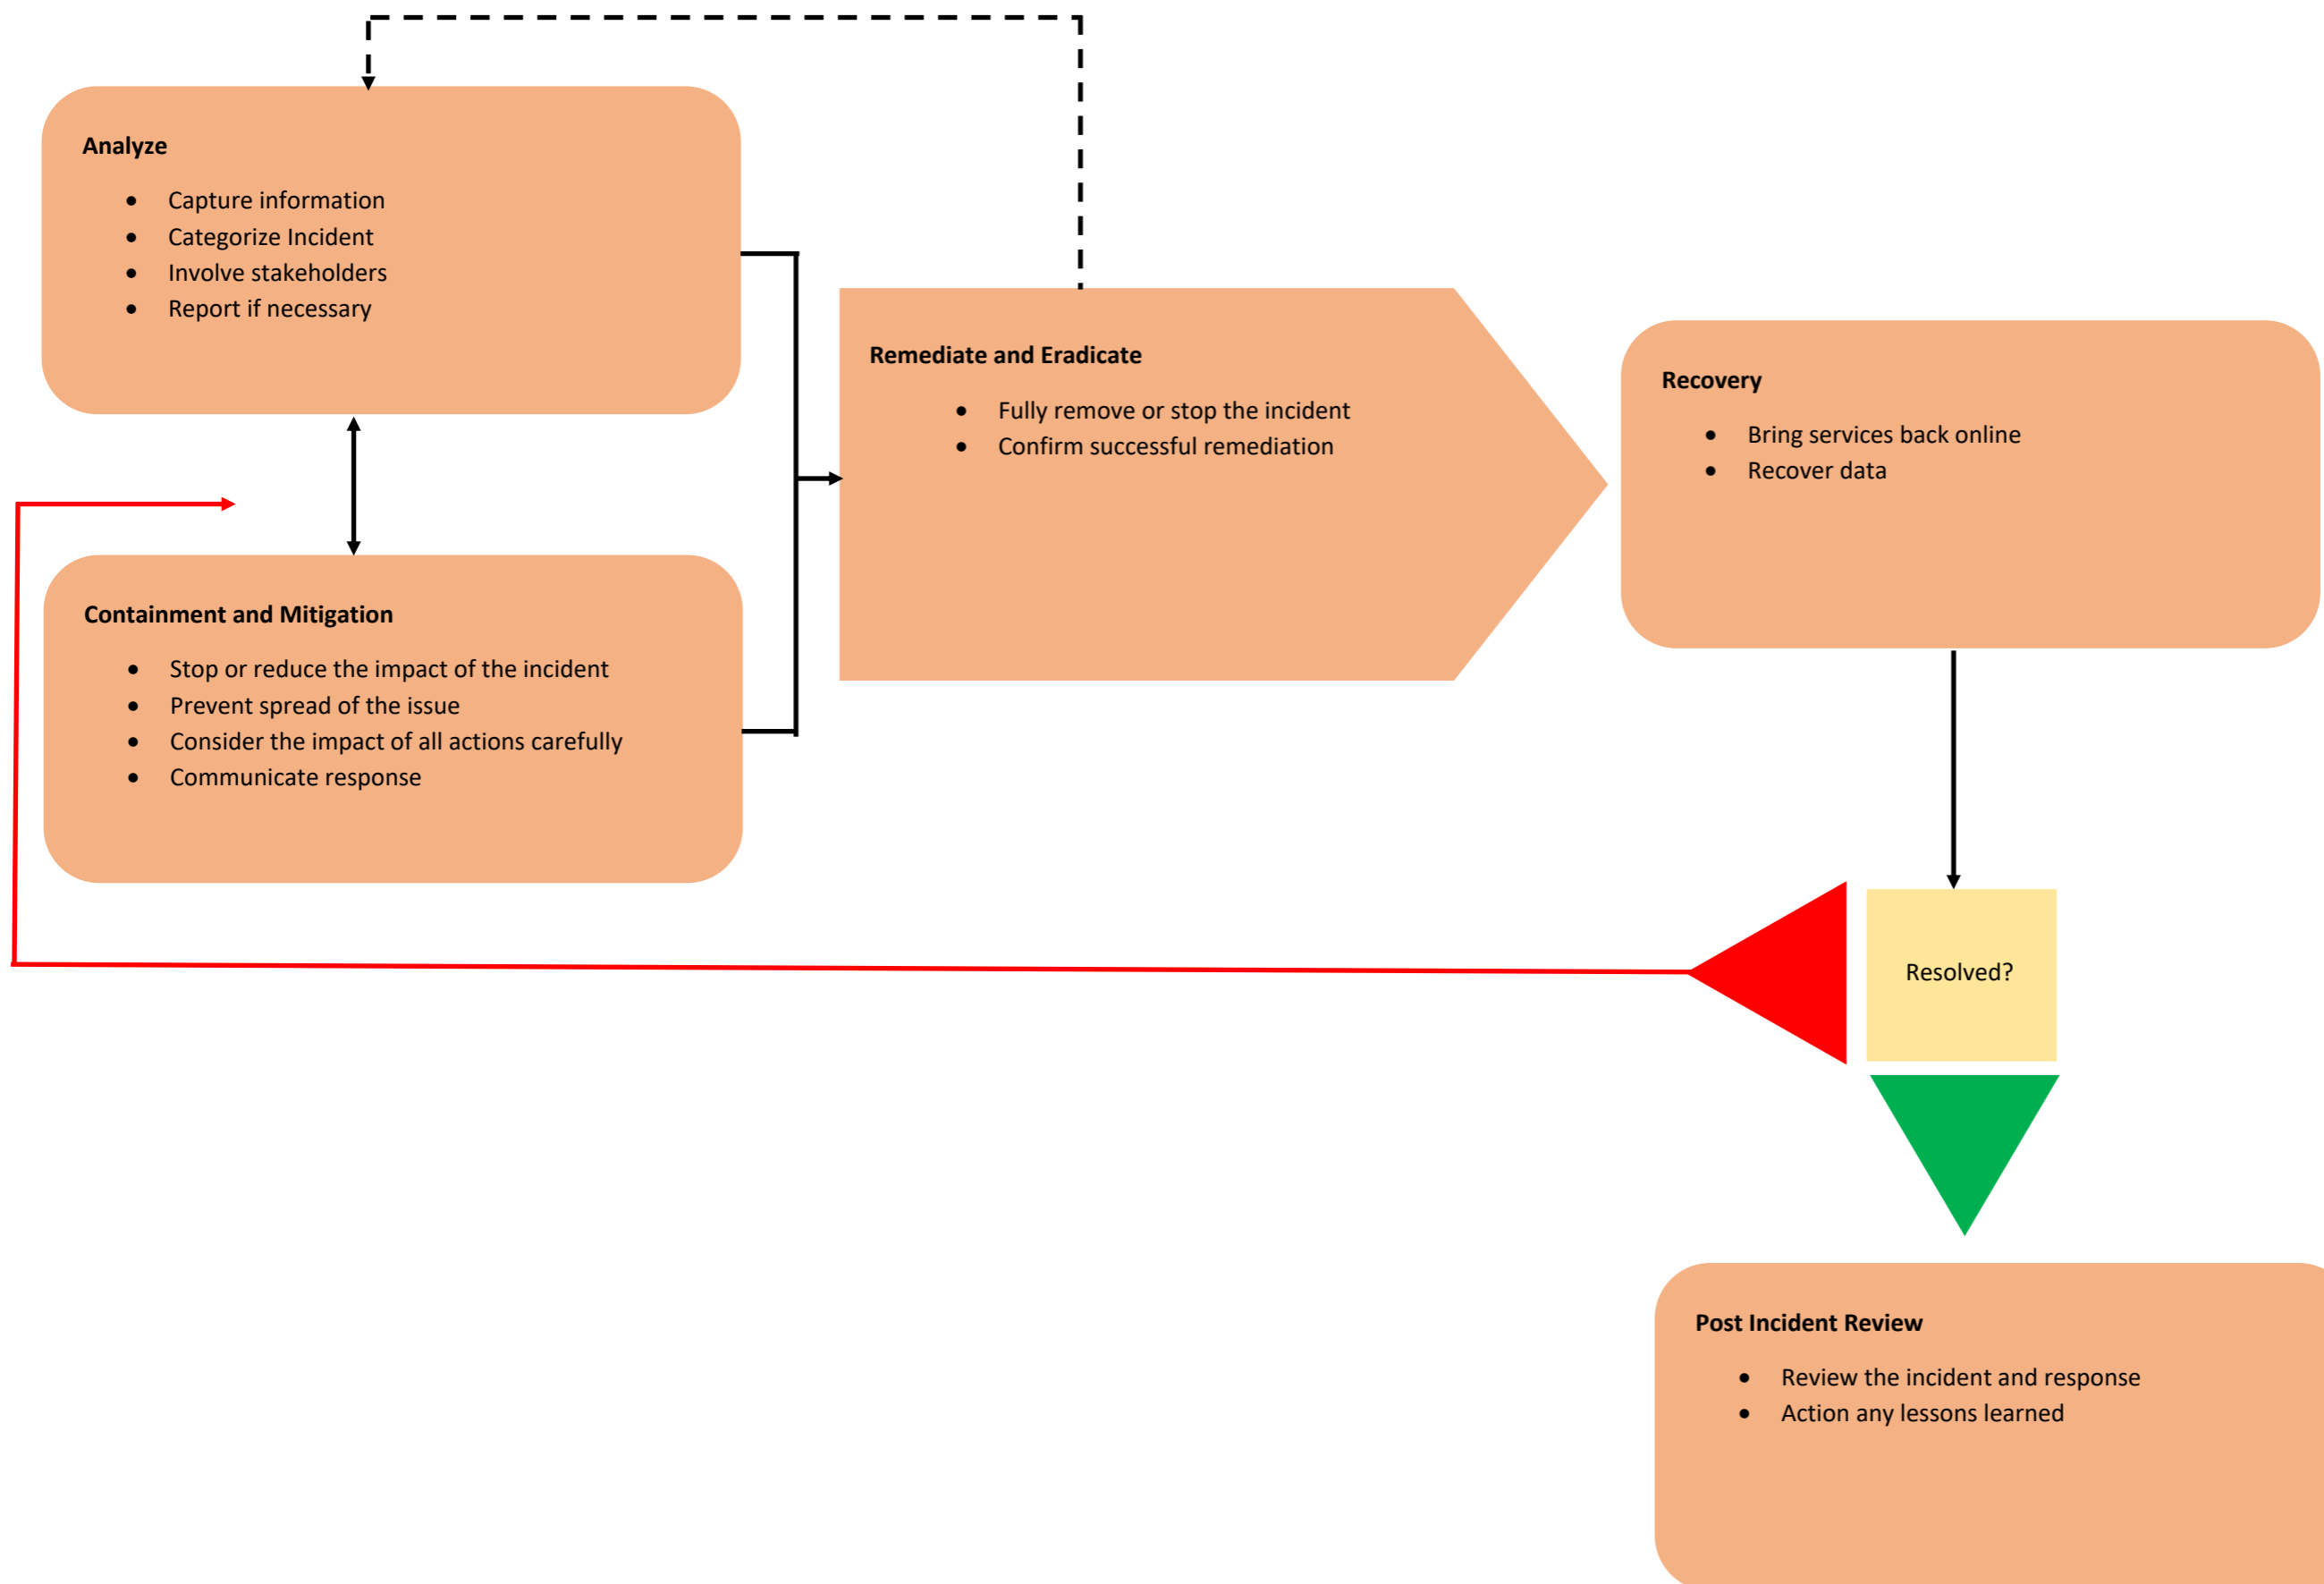 Analyze
• Capture information
• Categorize Incident
• Involve stakeholders
• Report if necessary
Remediate and Eradicate
• Fully remove or stop the incident
• Confirm successful remediation
Recovery
• Bring services back online
• Recover data
Containment and Mitigation
• Stop or reduce the impact of the incident
• Prevent spread of the issue
• Consider the impact of all actions carefully
• Communicate response
Resolved?
Post Incident Review
• Review the incident and response
• Action any lessons learned